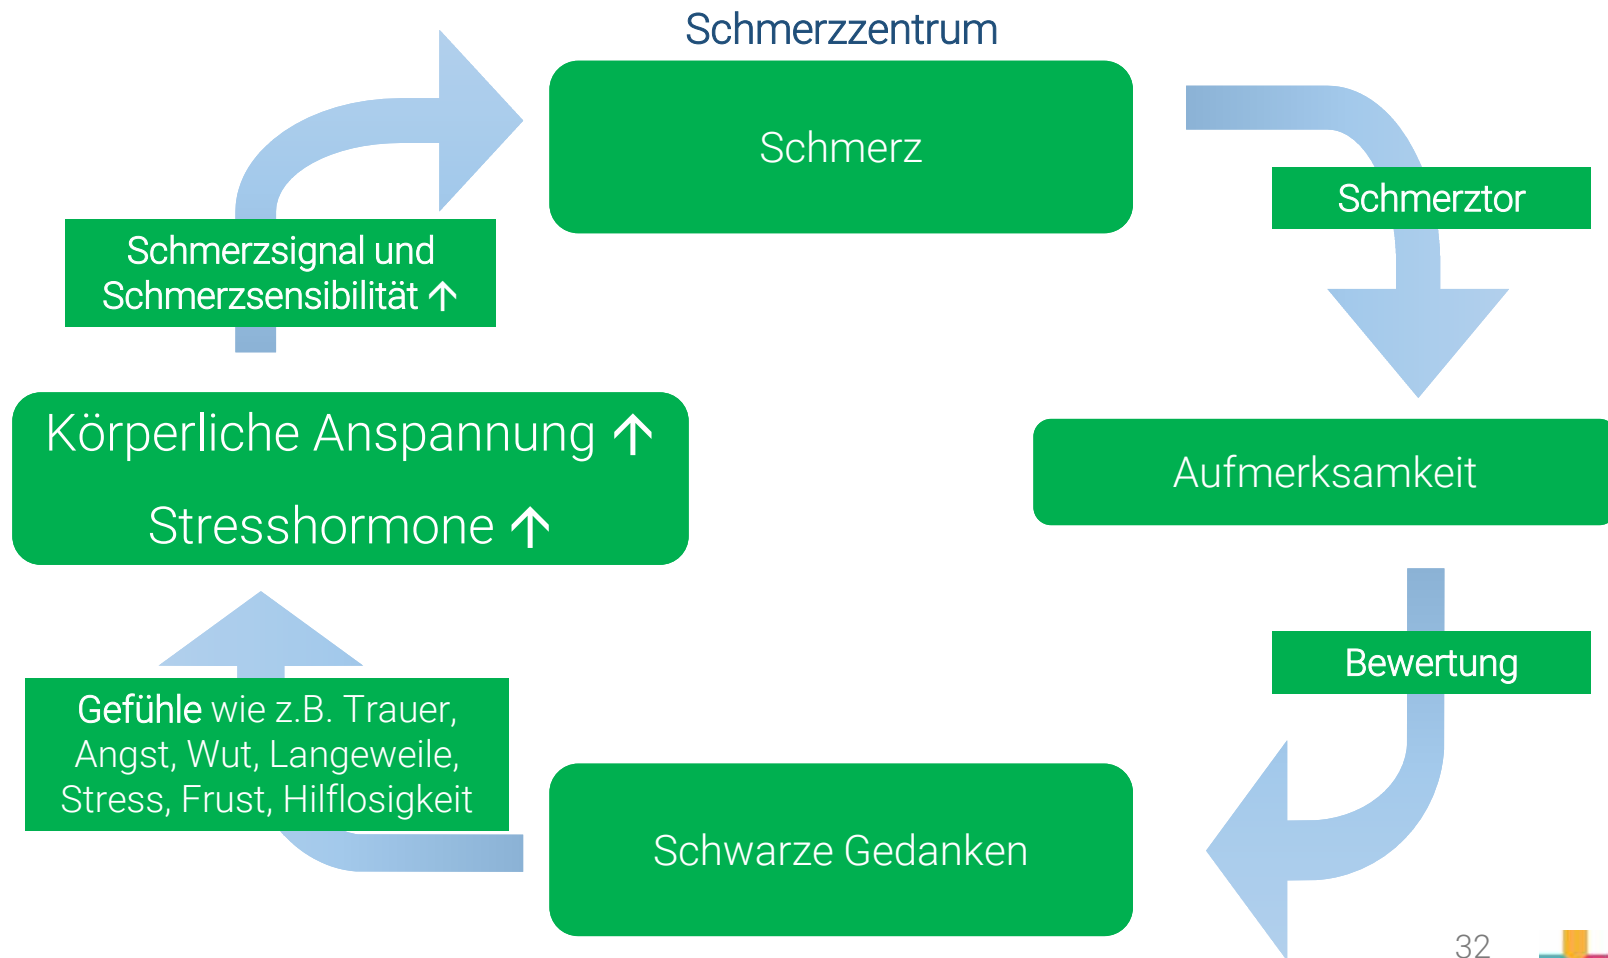 Schmerzzentrum
Schmerz
Schmerztor
Schmerzsignal und
Schmerzsensibilität ↑
Körperliche Anspannung ↑
Stresshormone ↑
Aufmerksamkeit
Bewertung
Gefühle wie z.B. Trauer,
Angst, Wut, Langeweile,
Stress, Frust, Hilflosigkeit
Schwarze Gedanken
32